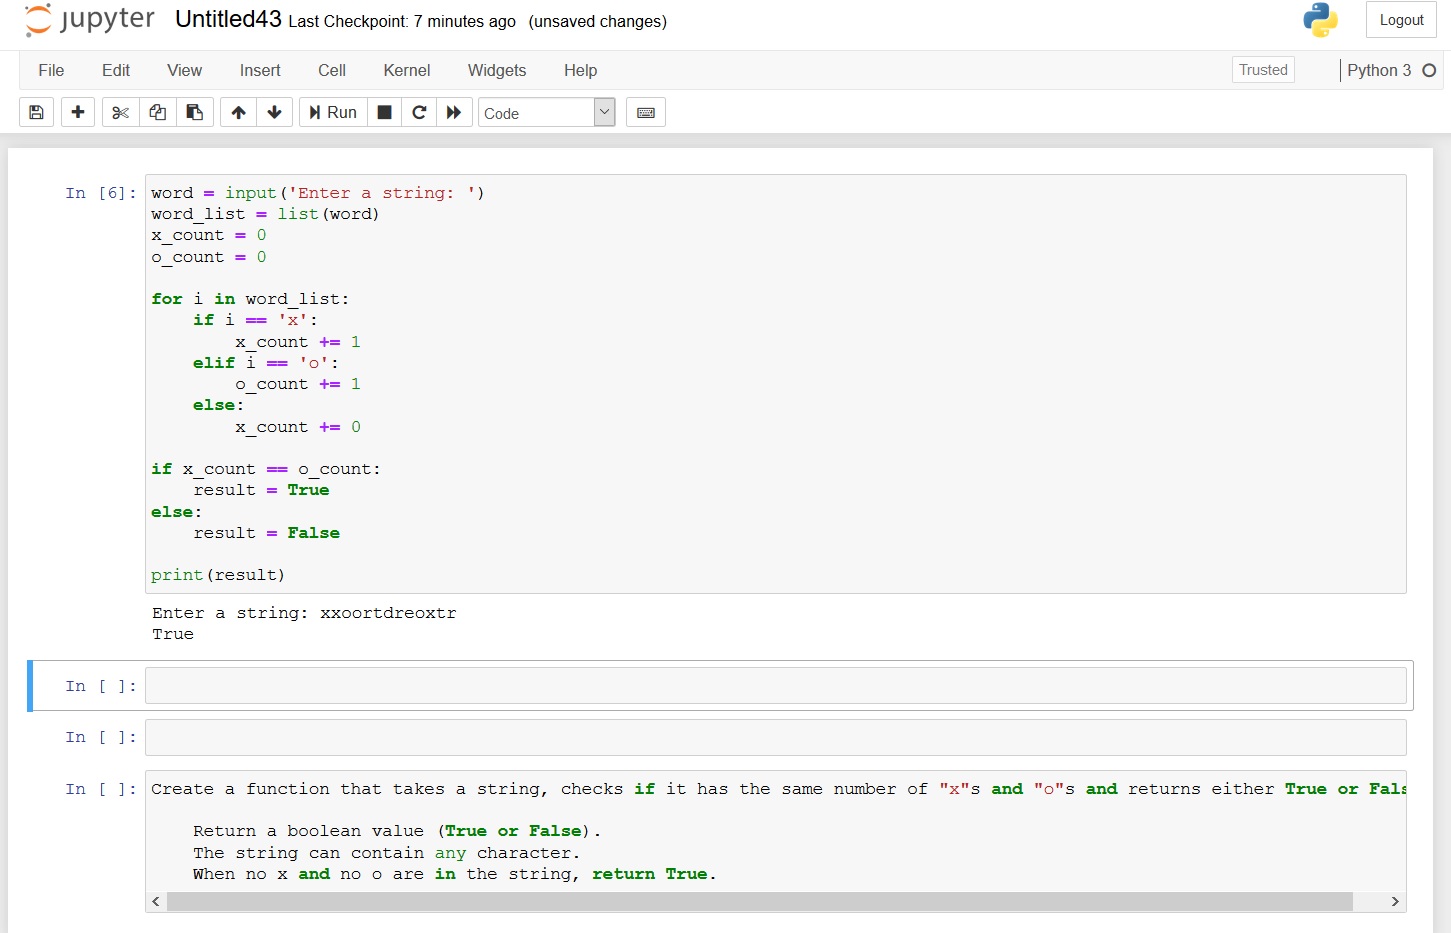 jupyter Untitled43 Last Checkpoint: 7 minutes ago (unsaved changes)
Logout
File Edit View Insert Cell Kernel Widgets Help
Trusted Python 3
Run Code
In [6]: word = input('Enter a string: ')
word_list = list(word)
x_count = 0
o_count = 0
for i in word_list:
    if i == 'x':
        x_count += 1
    elif i == 'o':
        o_count += 1
    else:
        x_count += 0
if x_count == o_count:
    result = True
else:
    result = False
print(result)
Enter a string: xxoortdreoxtr
True
In [ ]:
In [ ]:
In [ ]: Create a function that takes a string, checks if it has the same number of "x"s and "o"s and returns either True or Fals
    Return a boolean value (True or False).
    The string can contain any character.
    When no x and no o are in the string, return True.